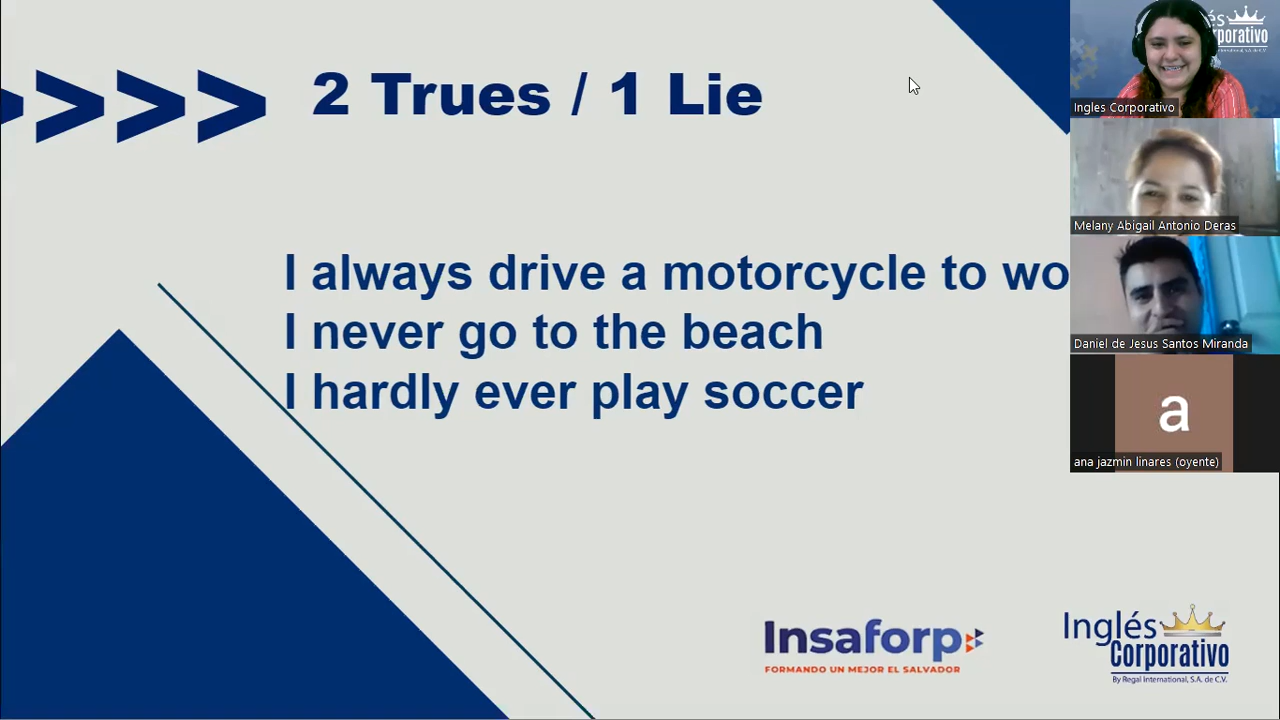 >>>>
2 Trues / 1 Lie
I always drive a motorcycle to wo
I never go to the beach
I hardly ever play soccer
Insaforp
FORMANDO UN MEJOR EL SALVADOR
Inglés
Corporativo
By Regal International, S.A. de C.V.
és
rporativo
Ingles Corporativo
Melany Abigail Antonio Deras
Daniel de Jesus Santos Miranda
a
ana jazmin linares (oyente)